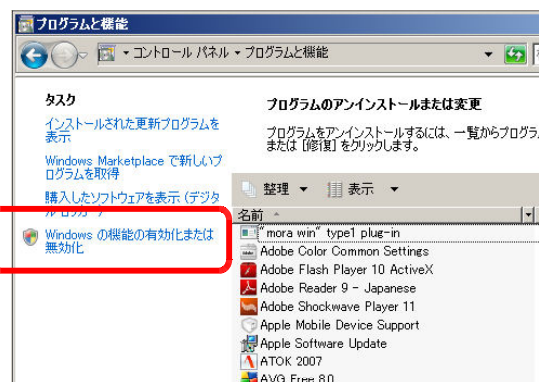 プログラムと機能
コントロール パネル
プログラムと機能
タスク
インストールされた更新プログラムを
表示
Windows Marketplace で新しいプ
ログラムを取得
購入したソフトウェアを表示 (デジタ
Windows の機能の有効化または
無効化
プログラムのアンインストールまたは変更
プログラムをアンインストールするには、一覧からプログラ
または [修復] をクリックします。
整理 表示
名前
"mora win" type1 plug-in
Adobe Color Common Settings
Adobe Flash Player 10 ActiveX
Adobe Reader 9 - Japanese
Adobe Shockwave Player 11
Apple Mobile Device Support
Apple Software Update
ATOK 2007
AVG Free 8.0